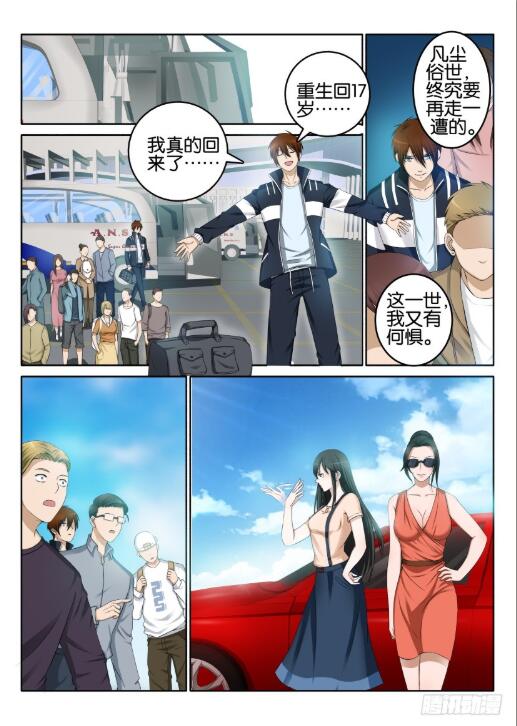 重生回17
岁……
我真的回
来了……
凡尘
俗世，
终究要
再走一
遭的。
这一世，
我又有
何惧。
A.N.S
腾讯动漫